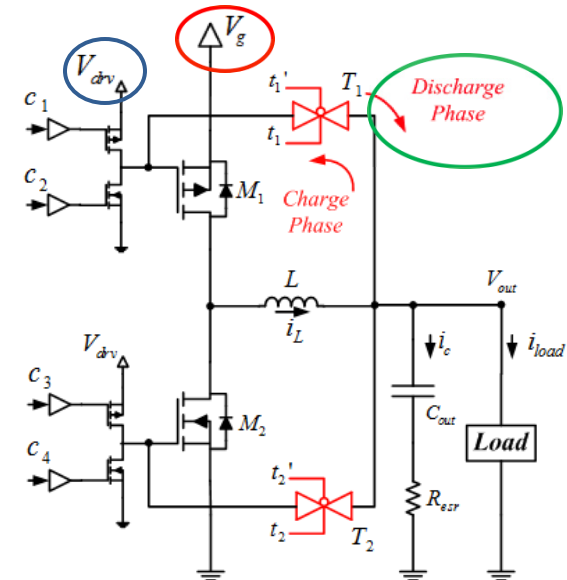 V_g
V_drv
t_1'
T_1
Discharge
Phase
c_1
t_1
c_2
M_1
Charge
Phase
L
V_out
i_L
V_drv
i_c
i_load
c_3
C_out
M_2
c_4
Load
t_2'
R_esr
t_2
T_2